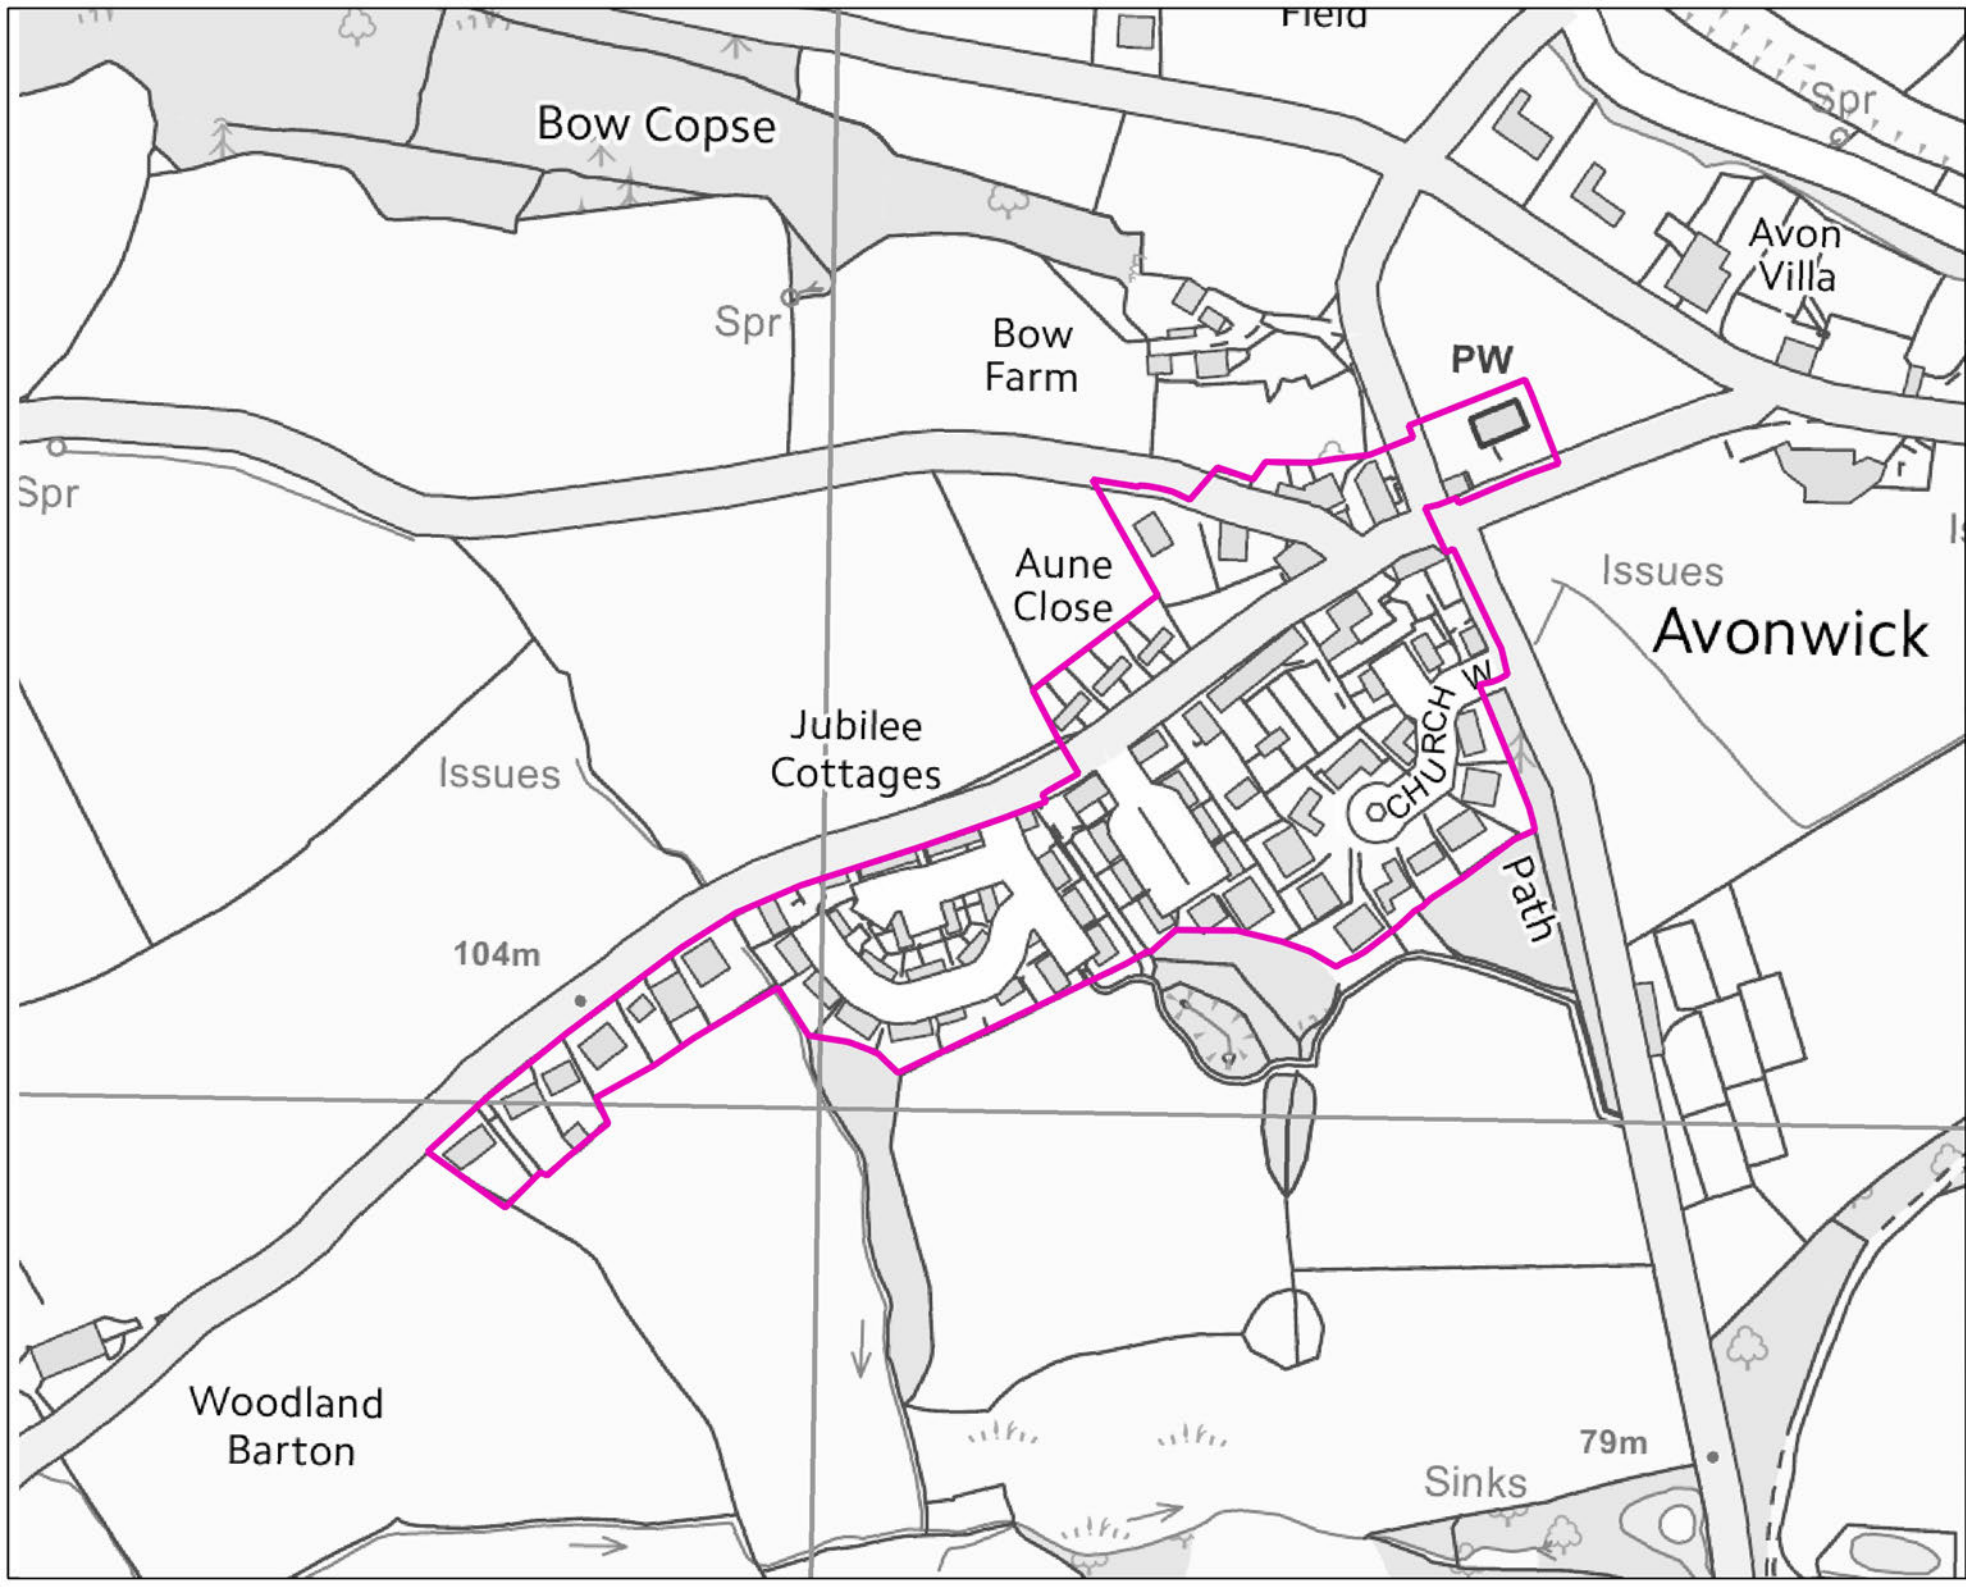 Field
Bow Copse
Spr
Avon
Villa
Spr
Bow
Farm
PW
Spr
Aune
Close
Issues
Avonwick
CHURCH W
Jubilee
Cottages
Issues
Path
104m
Woodland
Barton
79m
Sinks